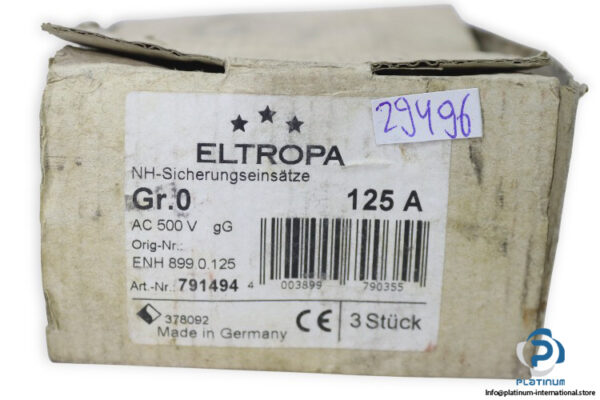 29496
ELTROPA
NH-Sicherungseinsätze
Gr.0 125 A
AC 500 V gG
Orig-Nr.:
ENH 899 0.125
Art.-Nr.: 791494
4 003899 790355
378092
Made in Germany
CE 3 Stück
PLATINUM
Info@platinum-international.store